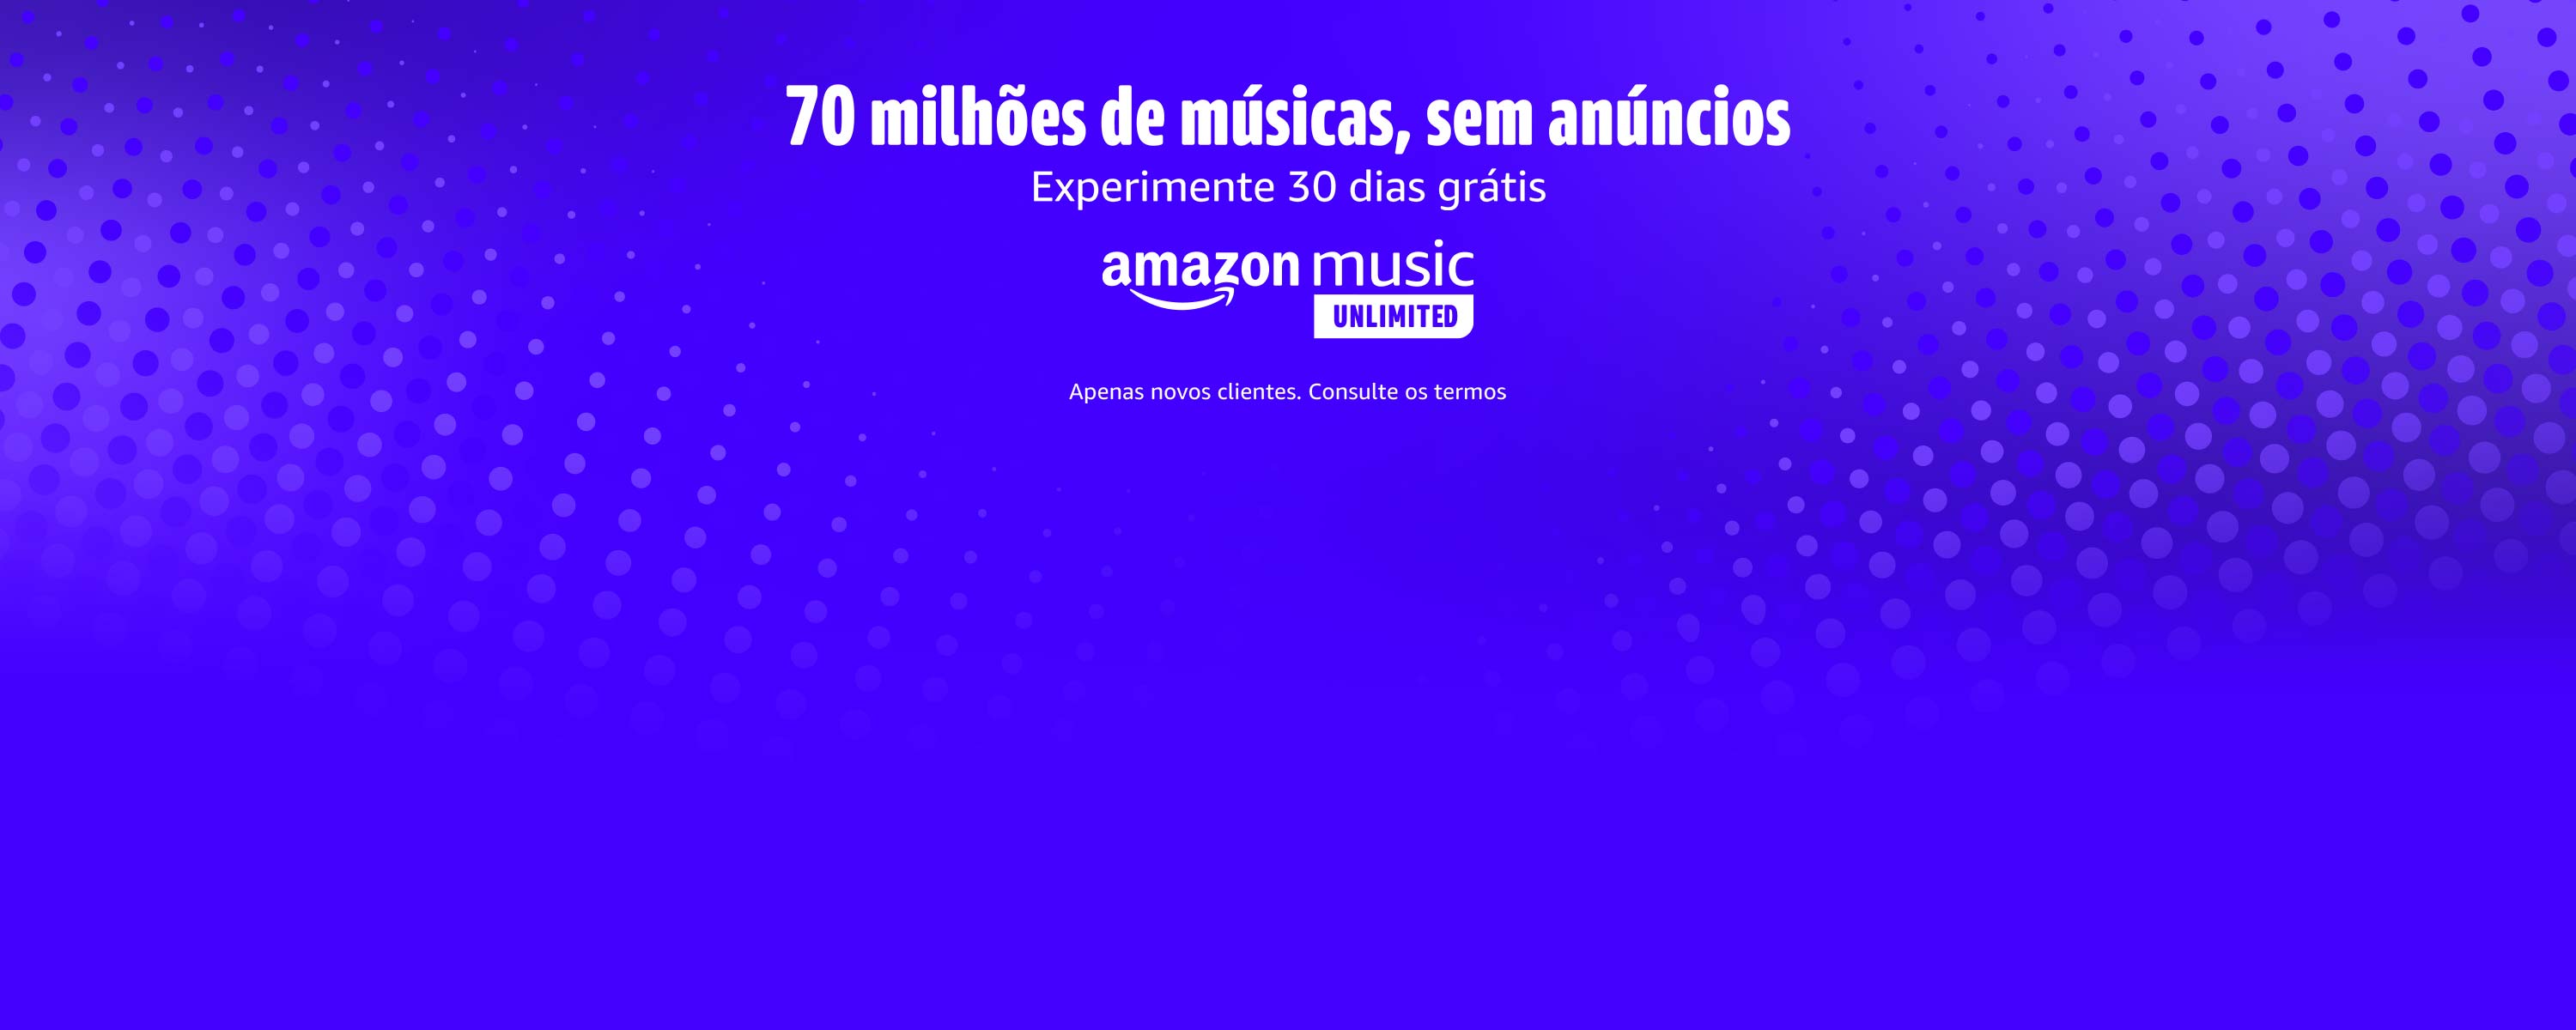 70 milhões de músicas, sem anúncios
Experimente 30 dias grátis
amazon music
UNLIMITED
Apenas novos clientes. Consulte os termos